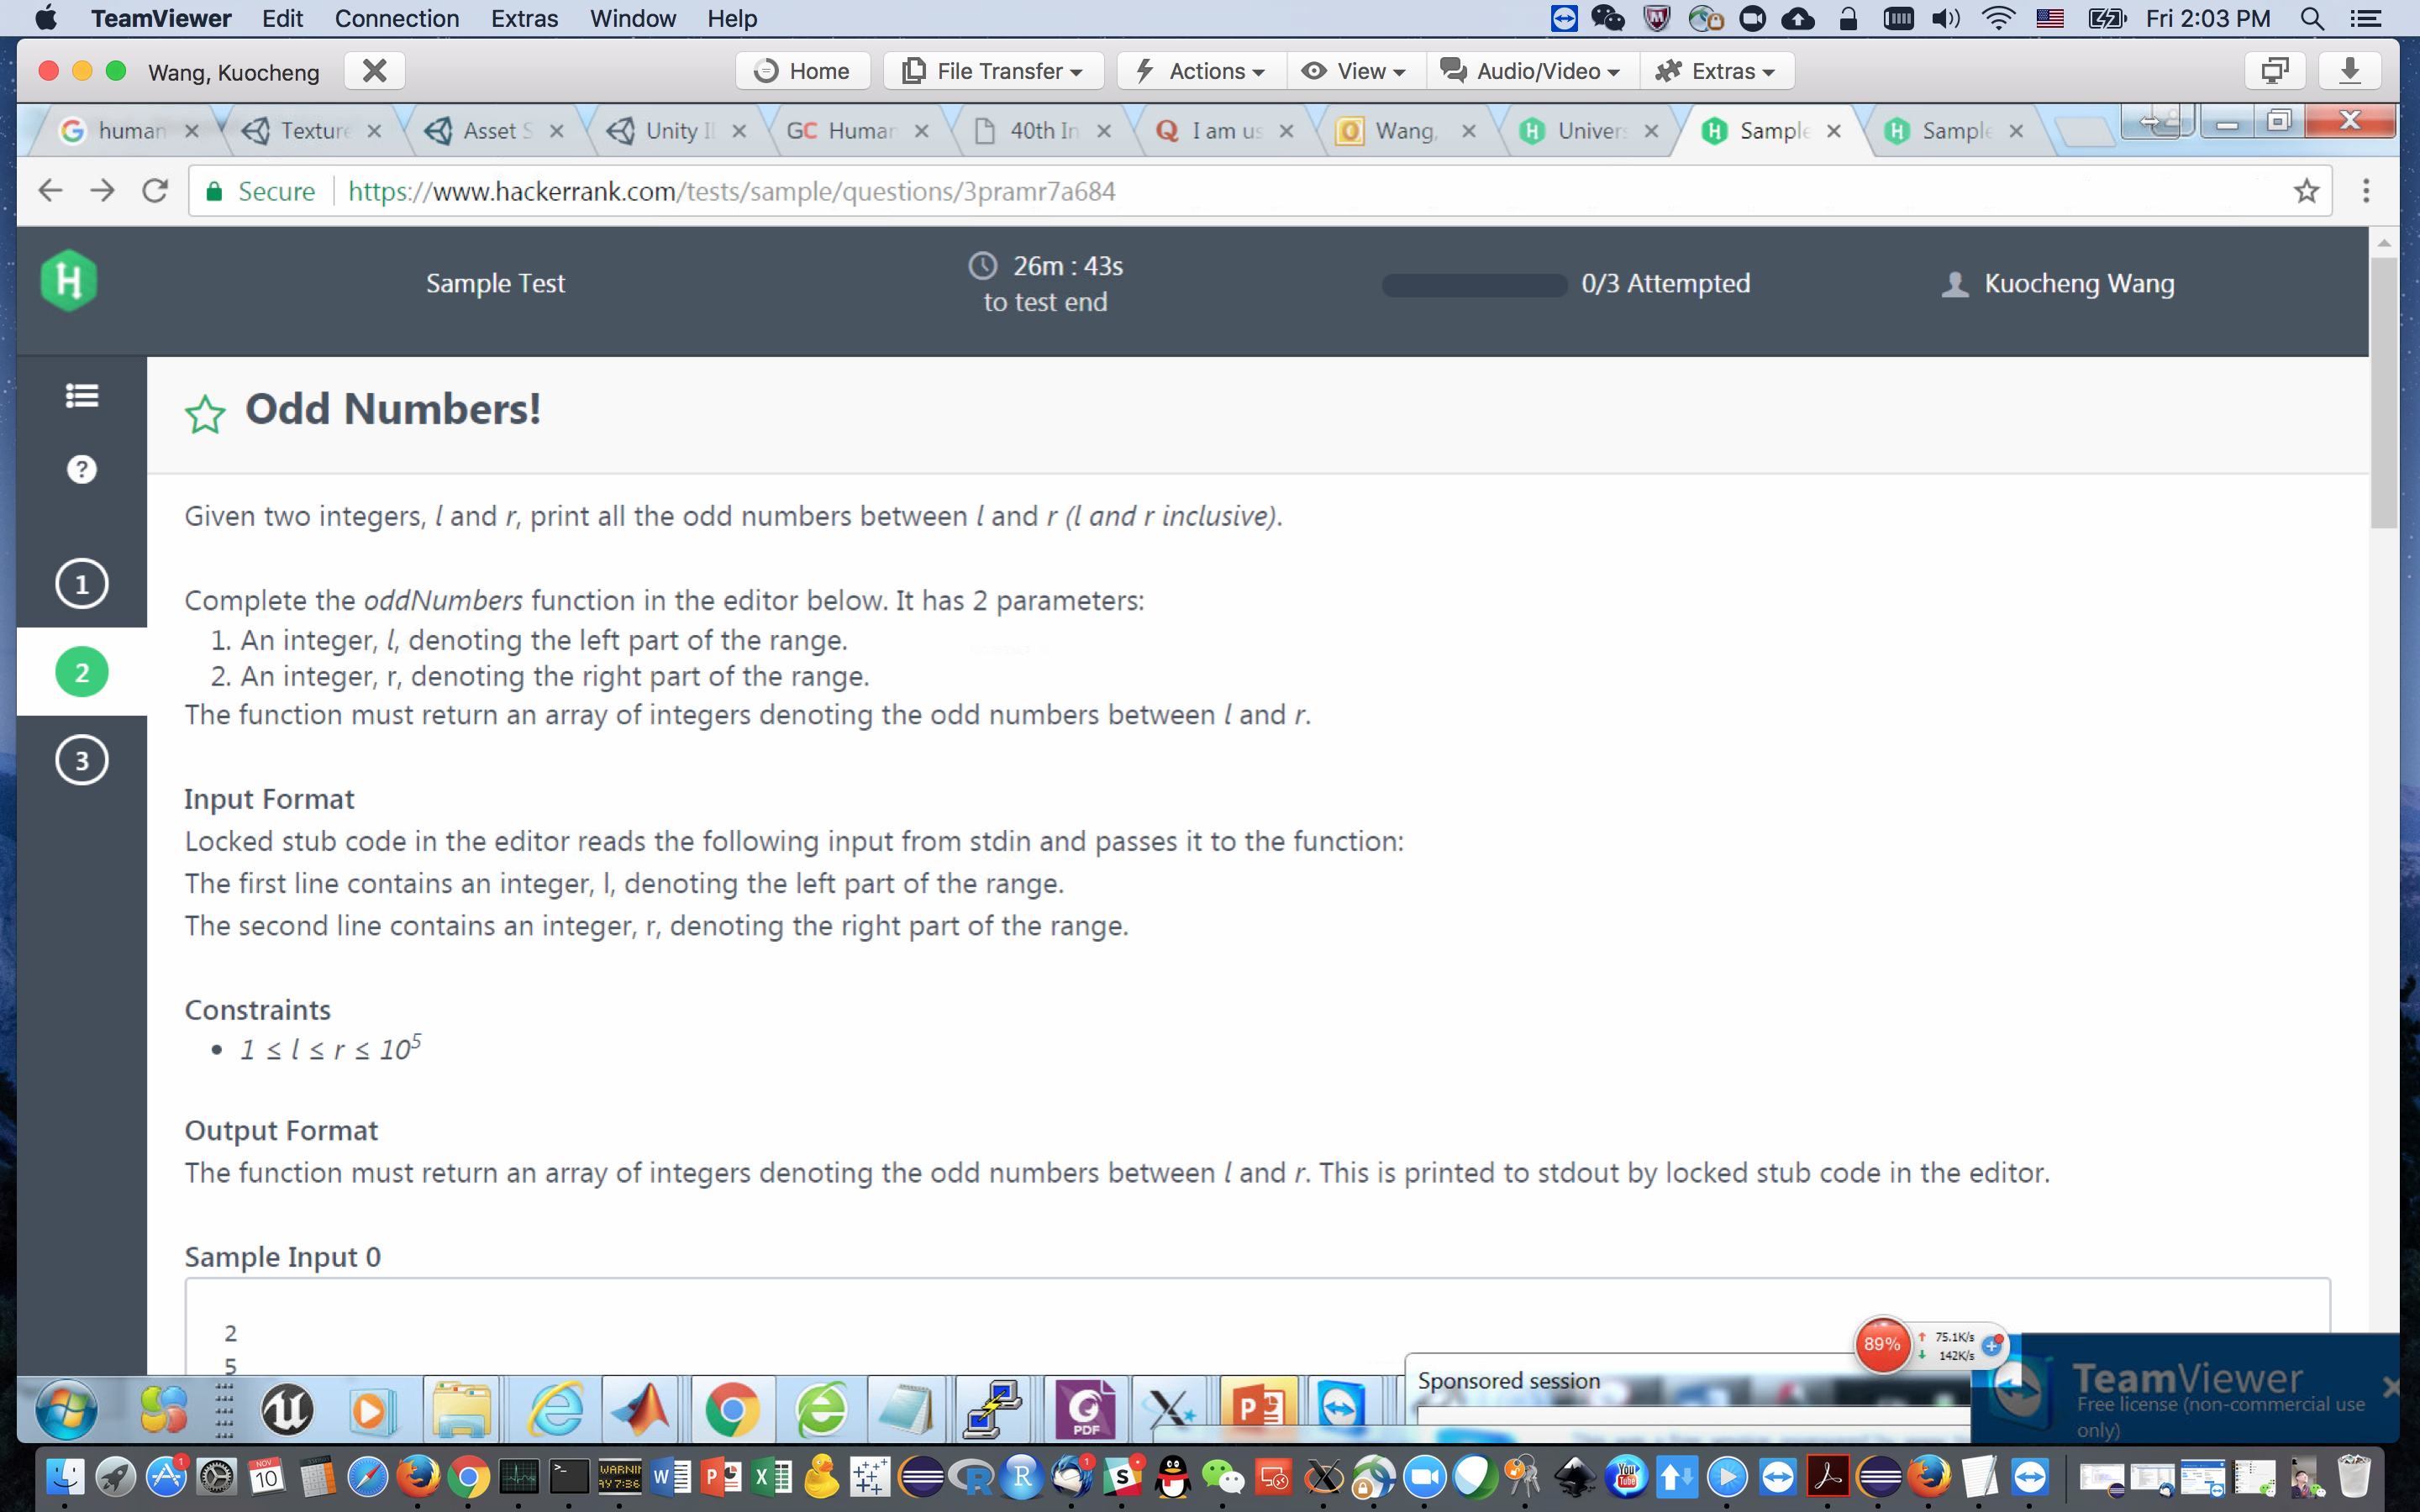 TeamViewer Edit Connection Extras Window Help Fri 2:03 PM
Wang, Kuocheng Home File Transfer Actions View Audio/Video Extras
human Texture Asset S Unity Human 40th In I am us Wang, Univers Sample Sample
Secure https://www.hackerrank.com/tests/sample/questions/3pramr7a684
Sample Test
26m : 43s
to test end
0/3 Attempted
Kuocheng Wang
Odd Numbers!
1
2
3
Given two integers, l and r, print all the odd numbers between l and r (l and r inclusive).
Complete the oddNumbers function in the editor below. It has 2 parameters:
1. An integer, l, denoting the left part of the range.
2. An integer, r, denoting the right part of the range.
The function must return an array of integers denoting the odd numbers between l and r.
Input Format
Locked stub code in the editor reads the following input from stdin and passes it to the function:
The first line contains an integer, l, denoting the left part of the range.
The second line contains an integer, r, denoting the right part of the range.
Constraints
• 1 ≤ l ≤ r ≤ 10⁵
Output Format
The function must return an array of integers denoting the odd numbers between l and r. This is printed to stdout by locked stub code in the editor.
Sample Input 0
2
5
89% 75.1K/s
142K/s
Sponsored session
TeamViewer
Free license (non-commercial use
only)
PDF
NOV
10